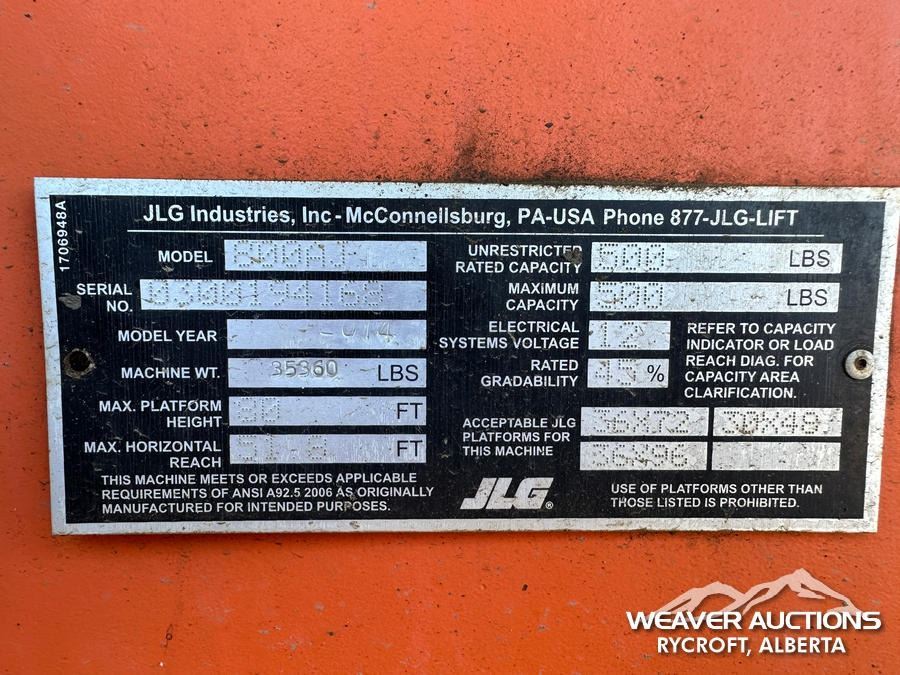 1706948A
JLG Industries, Inc - McConnellsburg, PA-USA Phone 877-JLG-LIFT
MODEL 800AJ
SERIAL NO.
MODEL YEAR
MACHINE WT. 35360 LBS
MAX. PLATFORM HEIGHT 80 FT
MAX. HORIZONTAL REACH 51.8 FT
THIS MACHINE MEETS OR EXCEEDS APPLICABLE
REQUIREMENTS OF ANSI A92.5 2006 AS ORIGINALLY
MANUFACTURED FOR INTENDED PURPOSES.
UNRESTRICTED RATED CAPACITY 500 LBS
MAXIMUM CAPACITY 500 LBS
ELECTRICAL SYSTEMS VOLTAGE 12
RATED GRADABILITY 45 %
REFER TO CAPACITY
INDICATOR OR LOAD
REACH DIAG. FOR
CAPACITY AREA
CLARIFICATION.
ACCEPTABLE JLG
PLATFORMS FOR
THIS MACHINE
36X72 30X48
36X96
JLG®
USE OF PLATFORMS OTHER THAN
THOSE LISTED IS PROHIBITED.
WEAVER AUCTIONS
RYCROFT, ALBERTA